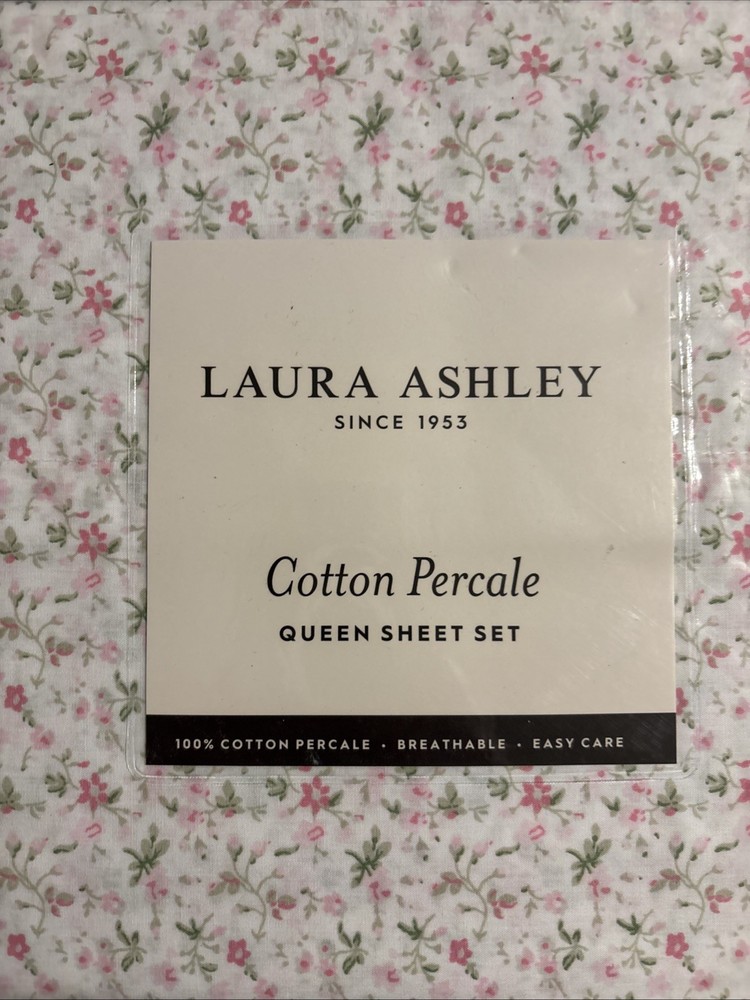 LAURA ASHLEY
SINCE 1953
Cotton Percale
QUEEN SHEET SET
100% COTTON PERCALE • BREATHABLE • EASY CARE